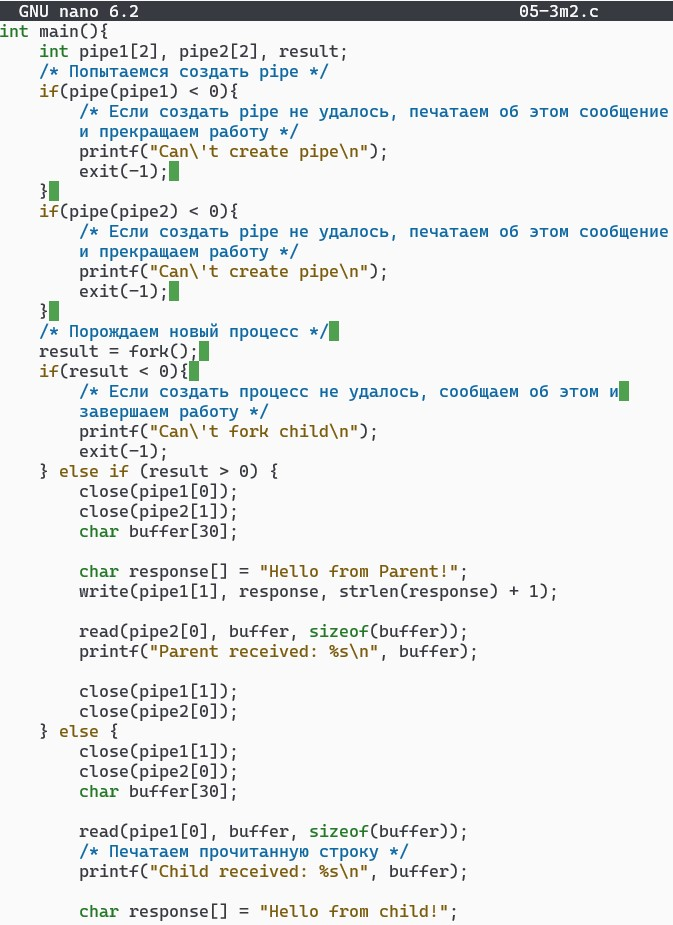 GNU nano 6.2 05-3m2.c
int main(){
int pipe1[2], pipe2[2], result;
/* Попытаемся создать pipe */
if(pipe(pipe1) < 0){
/* Если создать pipe не удалось, печатаем об этом сообщение
и прекращаем работу */
printf("Can\'t create pipe\n");
exit(-1);
}
if(pipe(pipe2) < 0){
/* Если создать pipe не удалось, печатаем об этом сообщение
и прекращаем работу */
printf("Can\'t create pipe\n");
exit(-1);
}
/* Порождаем новый процесс */
result = fork();
if(result < 0){
/* Если создать процесс не удалось, сообщаем об этом и
завершаем работу */
printf("Can\'t fork child\n");
exit(-1);
} else if (result > 0) {
close(pipe1[0]);
close(pipe2[1]);
char buffer[30];
char response[] = "Hello from Parent!";
write(pipe1[1], response, strlen(response) + 1);
read(pipe2[0], buffer, sizeof(buffer));
printf("Parent received: %s\n", buffer);
close(pipe1[1]);
close(pipe2[0]);
} else {
close(pipe1[1]);
close(pipe2[0]);
char buffer[30];
read(pipe1[0], buffer, sizeof(buffer));
/* Печатаем прочитанную строку */
printf("Child received: %s\n", buffer);
char response[] = "Hello from child!";